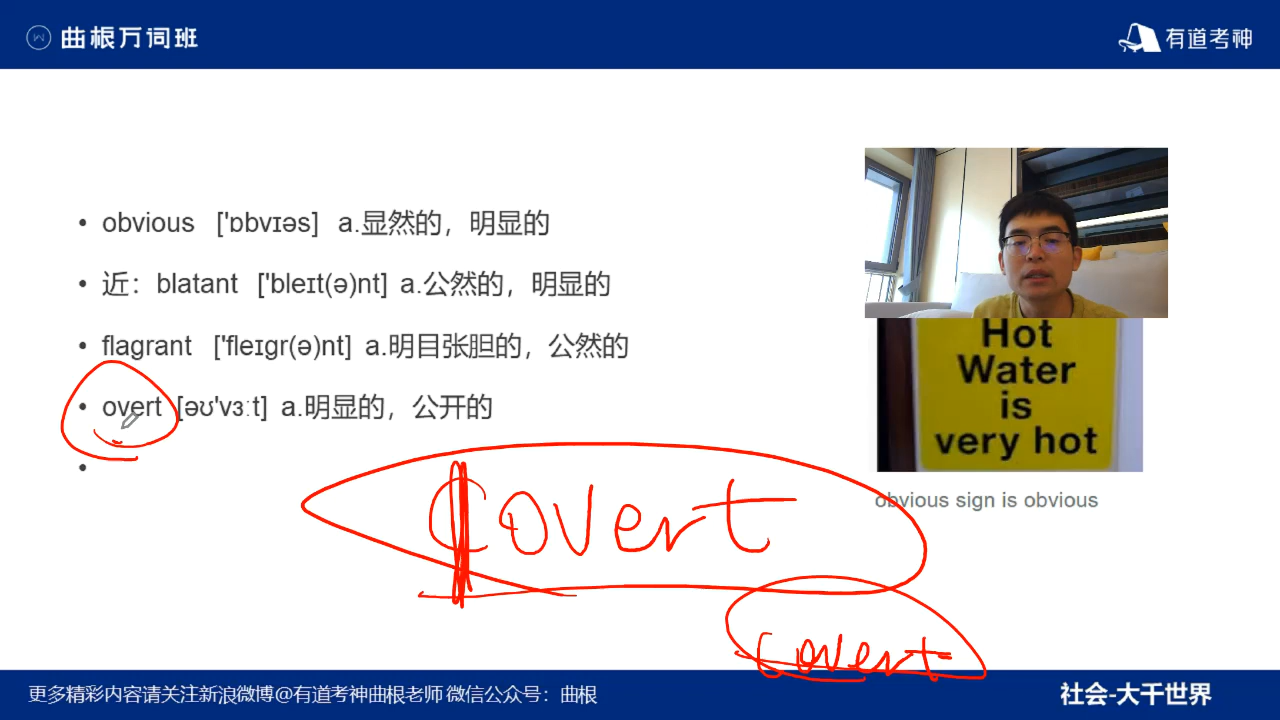 曲根万词班
有道考神
• obvious ['ɒbvɪəs] a.显然的，明显的
• 近：blatant ['bleɪt(ə)nt] a.公然的，明显的
• flagrant ['fleɪgr(ə)nt] a.明目张胆的，公然的
• overt [əʊ'vɜːt] a.明显的，公开的
•
Hot
Water
is
very hot
obvious sign is obvious
covert
covert
更多精彩内容请关注新浪微博@有道考神曲根老师 微信公众号：曲根
社会-大千世界